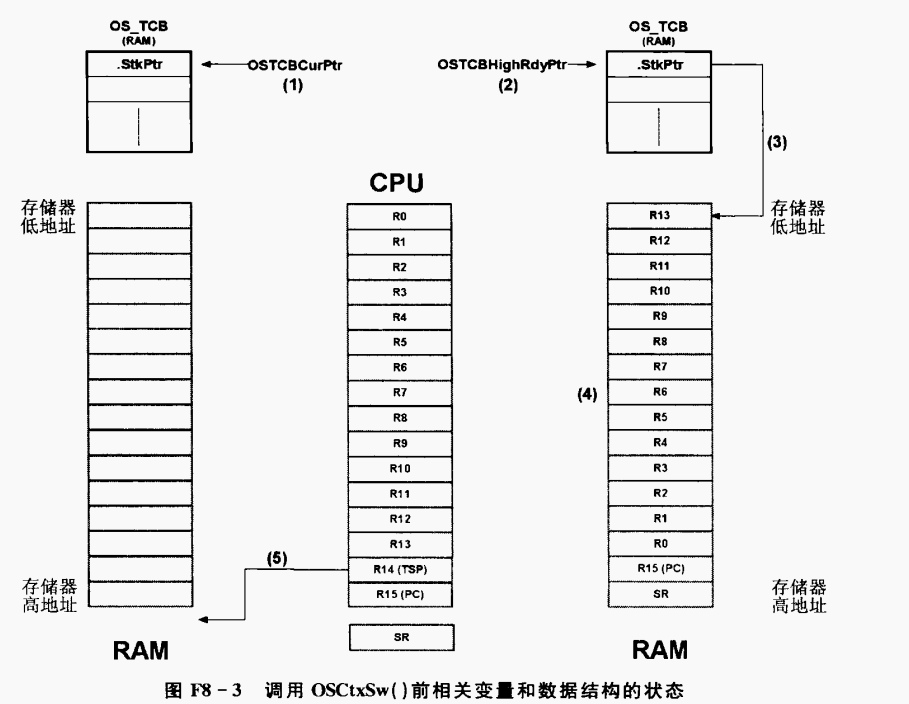 OS_TCB
(RAM)
.StkPtr
OSTCBCurPtr
(1)
OSTCBHighRdyPtr
(2)
OS_TCB
(RAM)
.StkPtr
(3)
存储器
低地址
存储器
高地址
RAM
CPU
R0
R1
R2
R3
R4
R5
R6
R7
R8
R9
R10
R11
R12
R13
R14 (TSP)
R15 (PC)
SR
(5)
(4)
R13
R12
R11
R10
R9
R8
R7
R6
R5
R4
R3
R2
R1
R0
R15 (PC)
SR
存储器
低地址
存储器
高地址
RAM
图 F8-3 调用 OSCtxSw()前相关变量和数据结构的状态